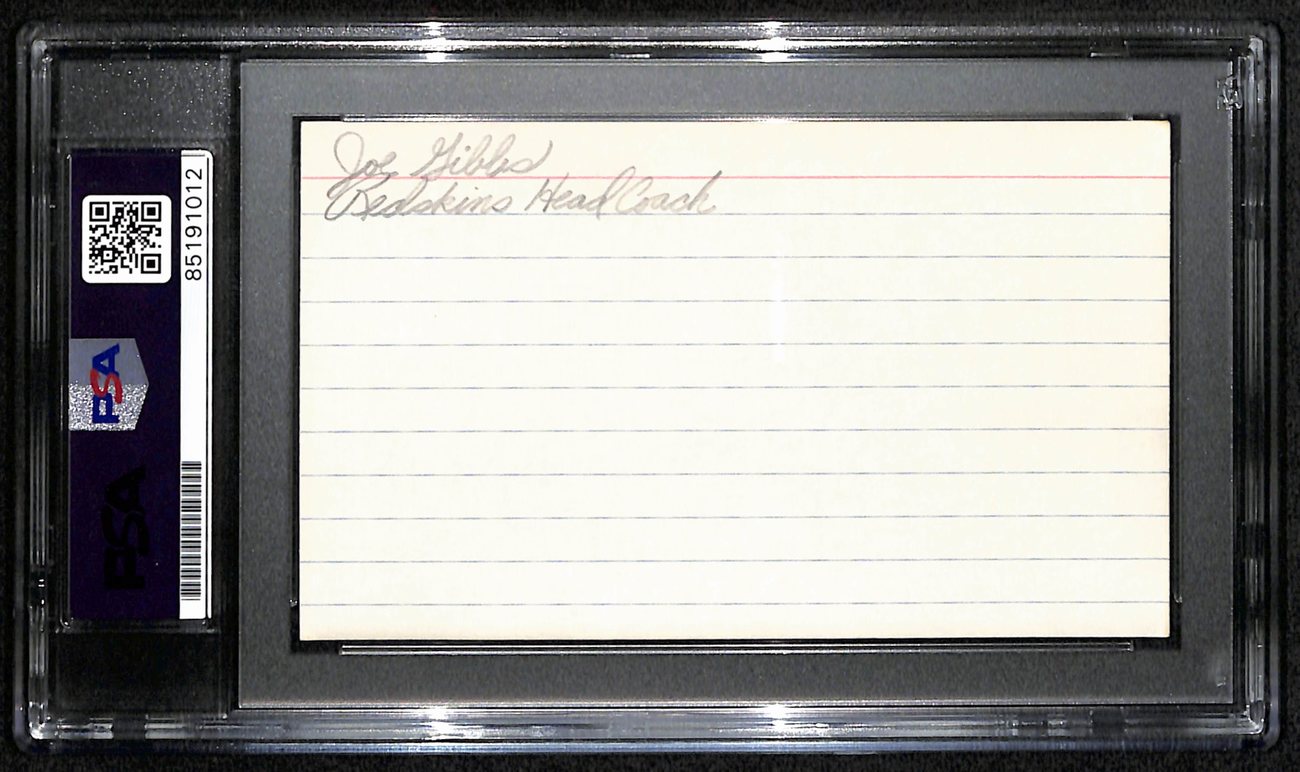 Joe Gibbs
Redskins Head Coach
85191012
PSA
PSA